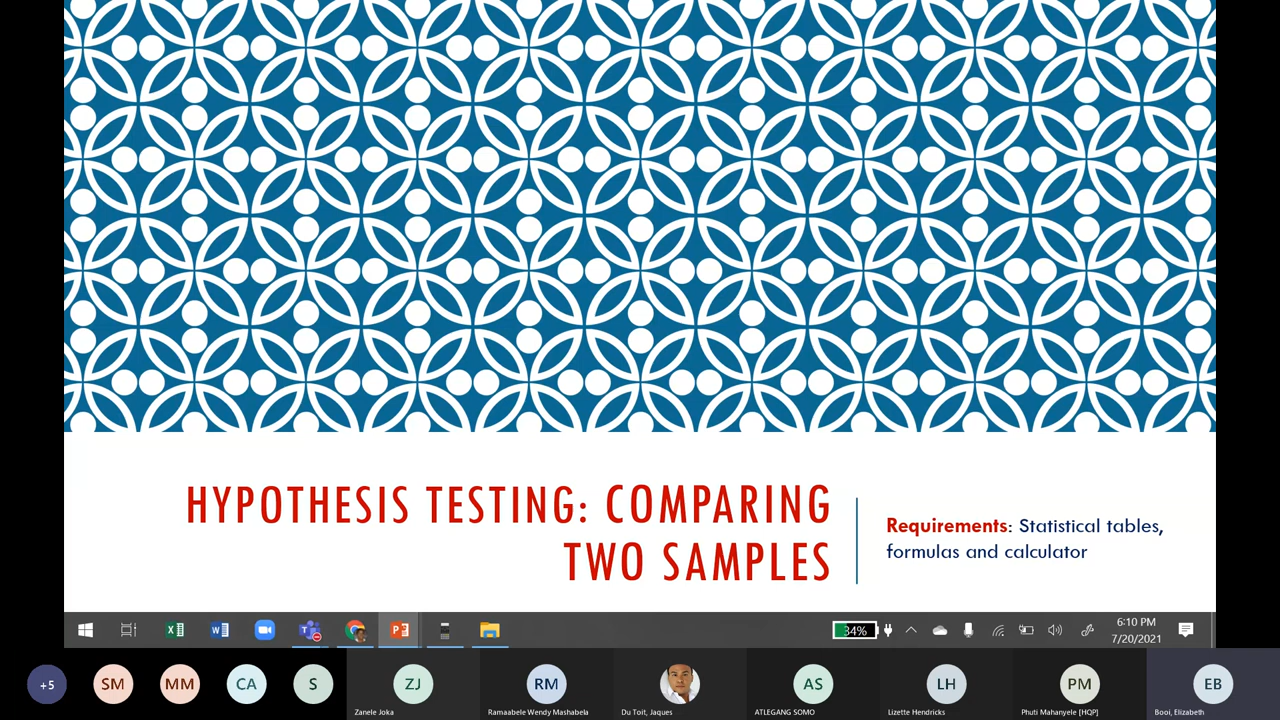 HYPOTHESIS TESTING: COMPARING
TWO SAMPLES
Requirements: Statistical tables,
formulas and calculator
34%
6:10 PM
7/20/2021
+5
SM
MM
CA
S
ZJ
Zanele Joka
RM
Ramaabele Wendy Mashabela
Du Toit, Jaques
AS
ATLEGANG SOMO
LH
Lizette Hendricks
PM
Phuti Mahanyele [HQP]
EB
Booi, Elizabeth